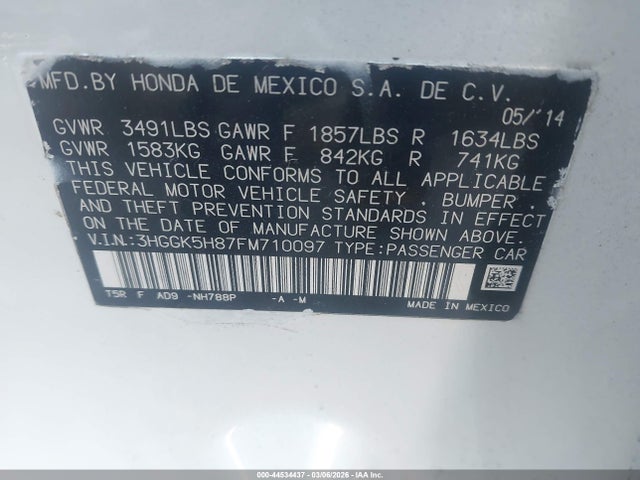 MFD.BY HONDA DE MEXICO S.A. DE C.V.
05/'14
GVWR 3491LBS GAWR F 1857LBS R 1634LBS
GVWR 1583KG GAWR F 842KG R 741KG
THIS VEHICLE CONFORMS TO ALL APPLICABLE
FEDERAL MOTOR VEHICLE SAFETY , BUMPER
AND THEFT PREVENTION STANDARDS IN EFFECT
ON THE DATE OF MANUFACTURE SHOWN ABOVE.
V.I.N.:3HGGK5H87FM710097 TYPE:PASSENGER CAR
T5R F AD9 -NH788P -A -M
MADE IN MEXICO
000-44534437 - 03/06/2026 - IAA, Inc.